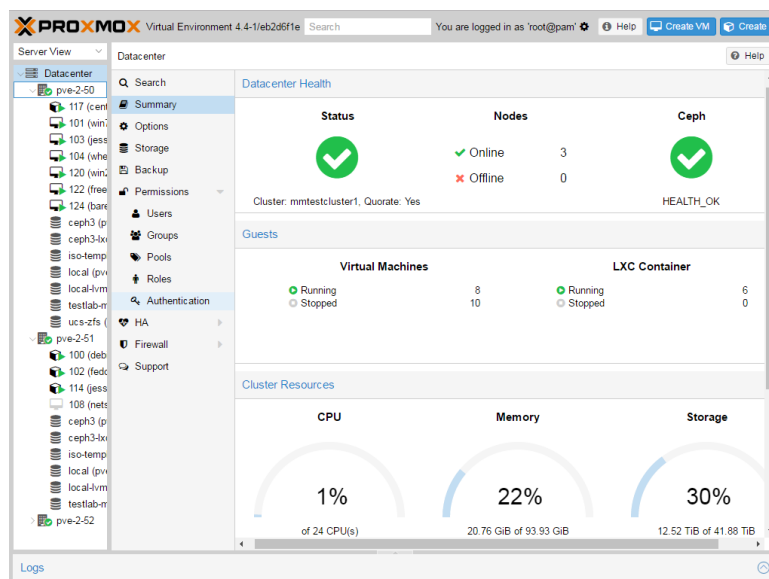 PROXMOX Virtual Environment 4.4-1/eb2d6f1e Search You are logged in as 'root@pam' Help Create VM Create
Server View
Datacenter
pve-2-50
117 (cent
101 (win7
103 (jess
104 (whe
120 (win2
122 (free
124 (bare
ceph3 (p
ceph3-lx
iso-temp
local (pve
local-lvm
testlab-m
ucs-zfs (
pve-2-51
100 (deb
102 (fedo
114 (jess
108 (nets
ceph3 (p
ceph3-lx
iso-temp
local (pve
local-lvm
testlab-m
pve-2-52
Datacenter
Help
Search
Summary
Options
Storage
Backup
Permissions
Users
Groups
Pools
Roles
Authentication
HA
Firewall
Support
Datacenter Health
Status Nodes Ceph
Online 3
Offline 0
Cluster: mmtestcluster1, Quorate: Yes HEALTH_OK
Guests
Virtual Machines LXC Container
Running 8 Running 6
Stopped 10 Stopped 0
Cluster Resources
CPU Memory Storage
1% 22% 30%
of 24 CPU(s) 20.76 GiB of 93.93 GiB 12.52 TiB of 41.88 TiB
Logs